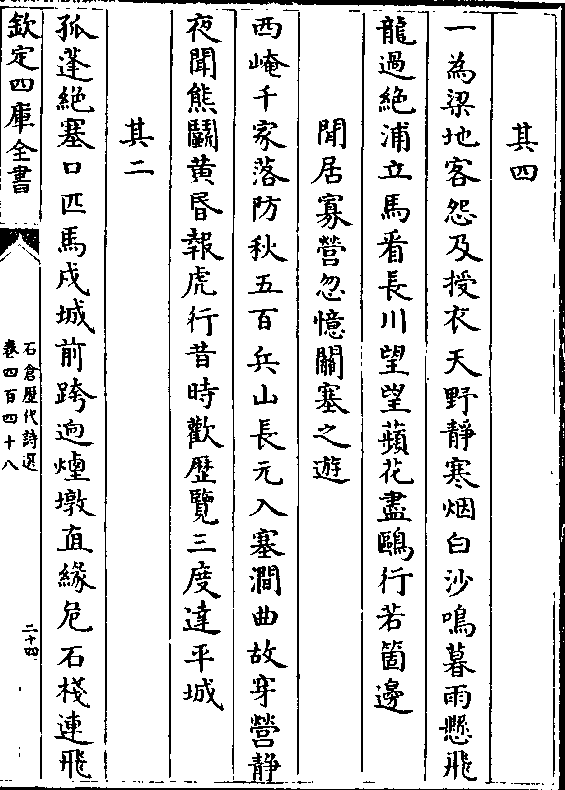 其四
一為梁地客怨及授衣天野靜寒烟白沙鳴暮雨懸飛
龍過絶浦立馬看長川望望蘋花盡鷗行若箇邊
閒居寡營忽憶關塞之遊
西崦千家落防秋五百兵山長元入塞澗曲故穿營静
夜聞熊鬭黄昏報虎行昔時歡歴覽三度達平城
其二
孤蓬絶塞口匹馬戍城前跨逈煙墩直緣危石棧連飛
欽定四庫全書
石倉歴代詩選
卷四百四十八
二十四